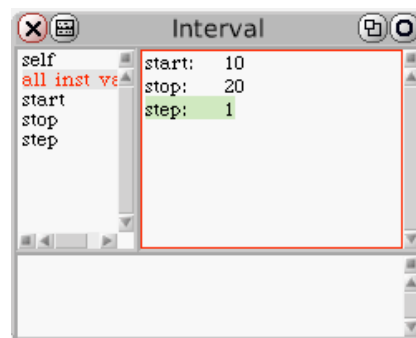 Interval
self
all inst va
start
stop
step
start: 10
stop: 20
step: 1